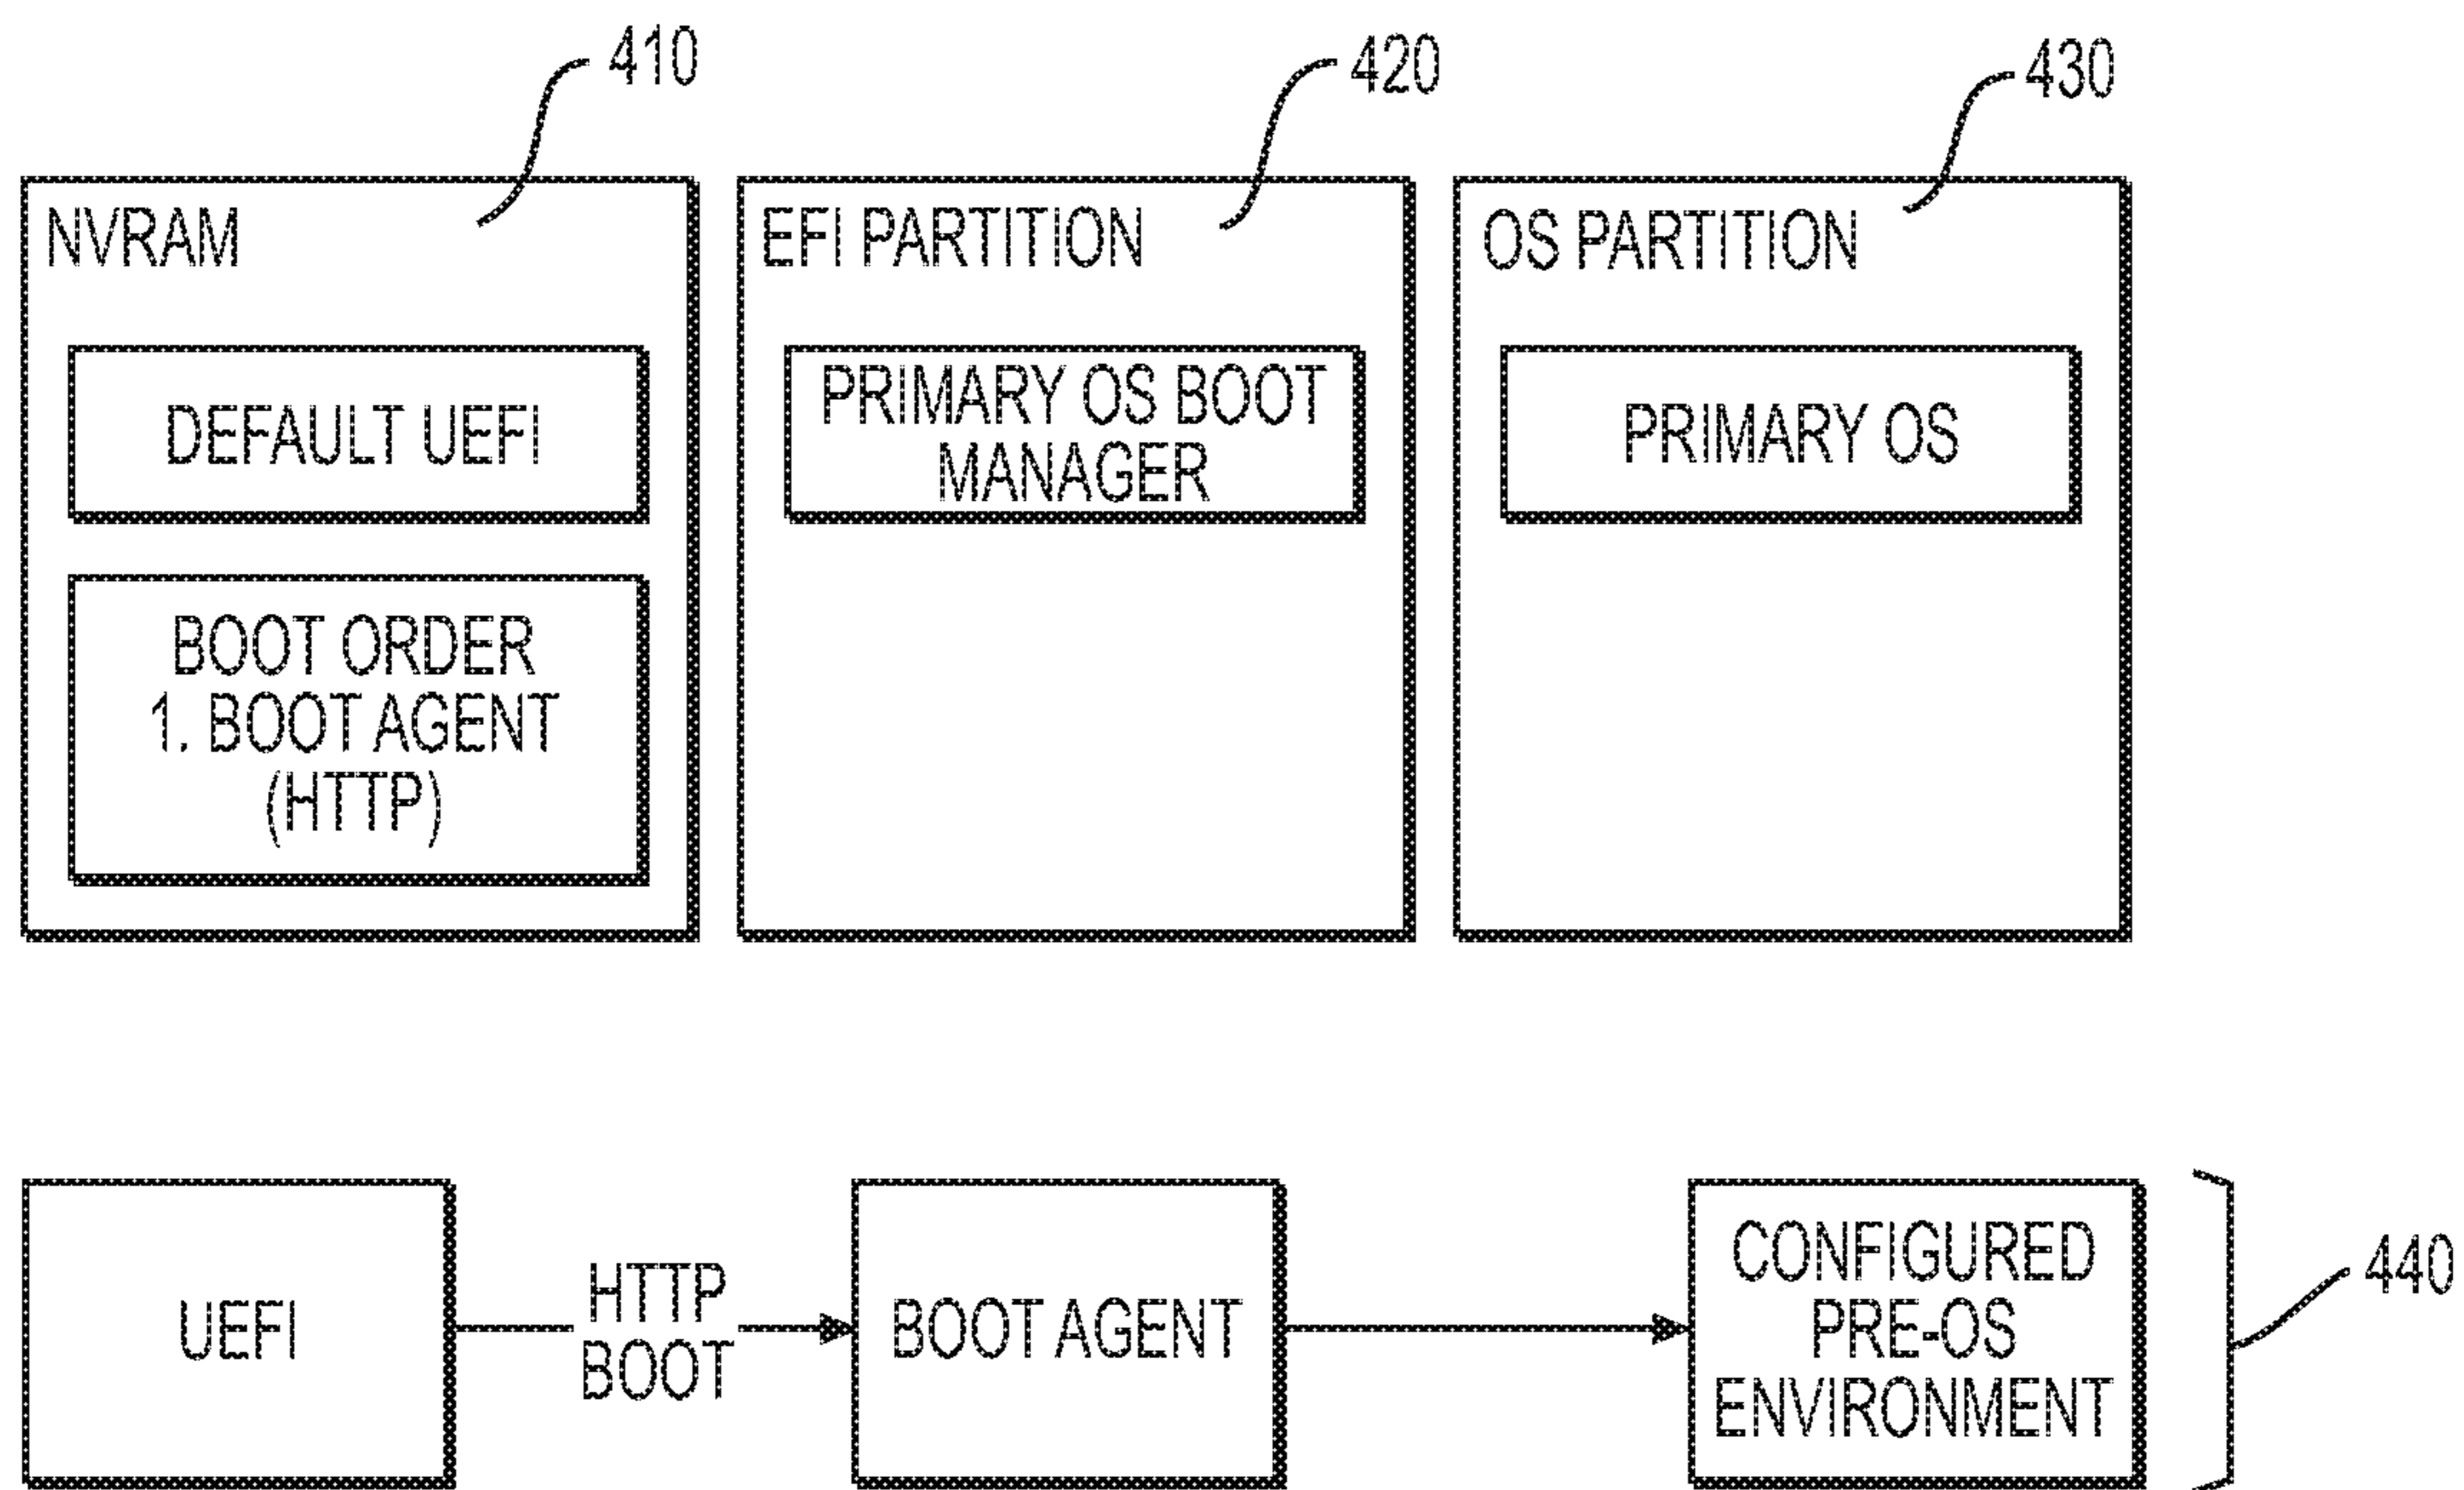 410
420
430
NVRAM
EFI PARTITION
OS PARTITION
DEFAULT UEFI
PRIMARY OS BOOT
MANAGER
PRIMARY OS
BOOT ORDER
1. BOOT AGENT
(HTTP)
UEFI
HTTP
BOOT
BOOT AGENT
CONFIGURED
PRE-OS
ENVIRONMENT
440